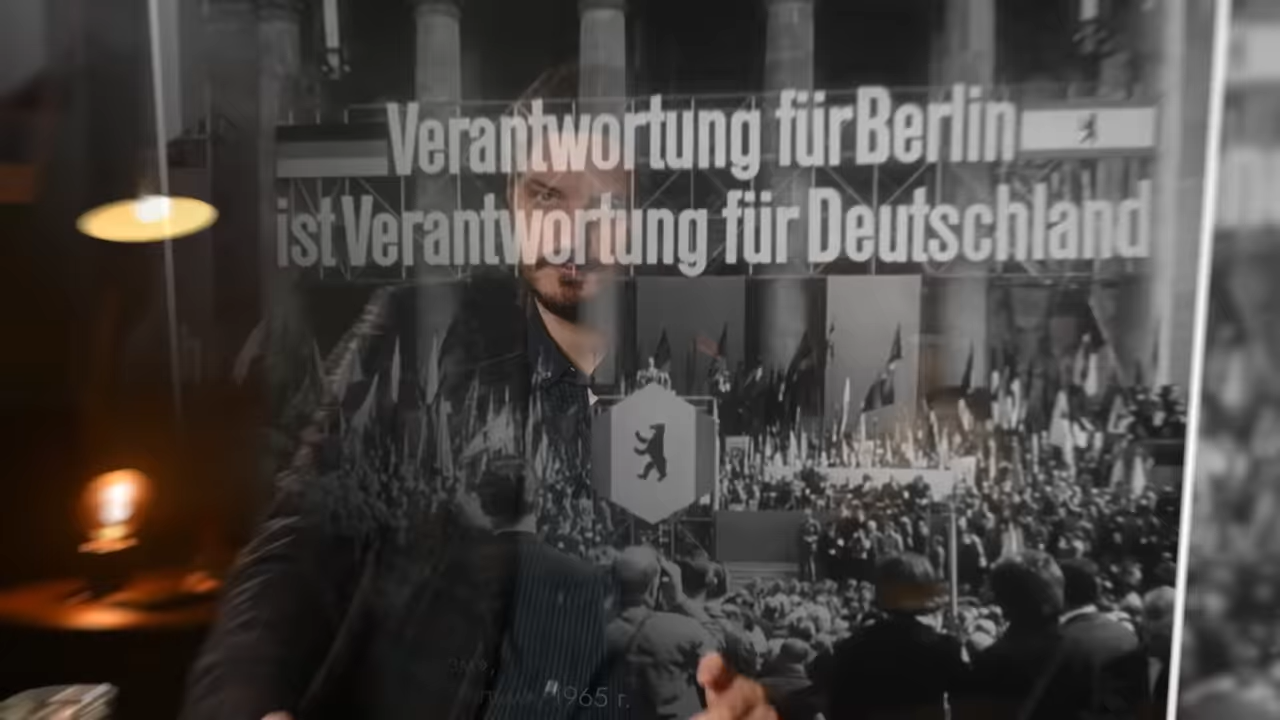 Verantwortung für Berlin
ist Verantwortung für Deutschland
1965 г.